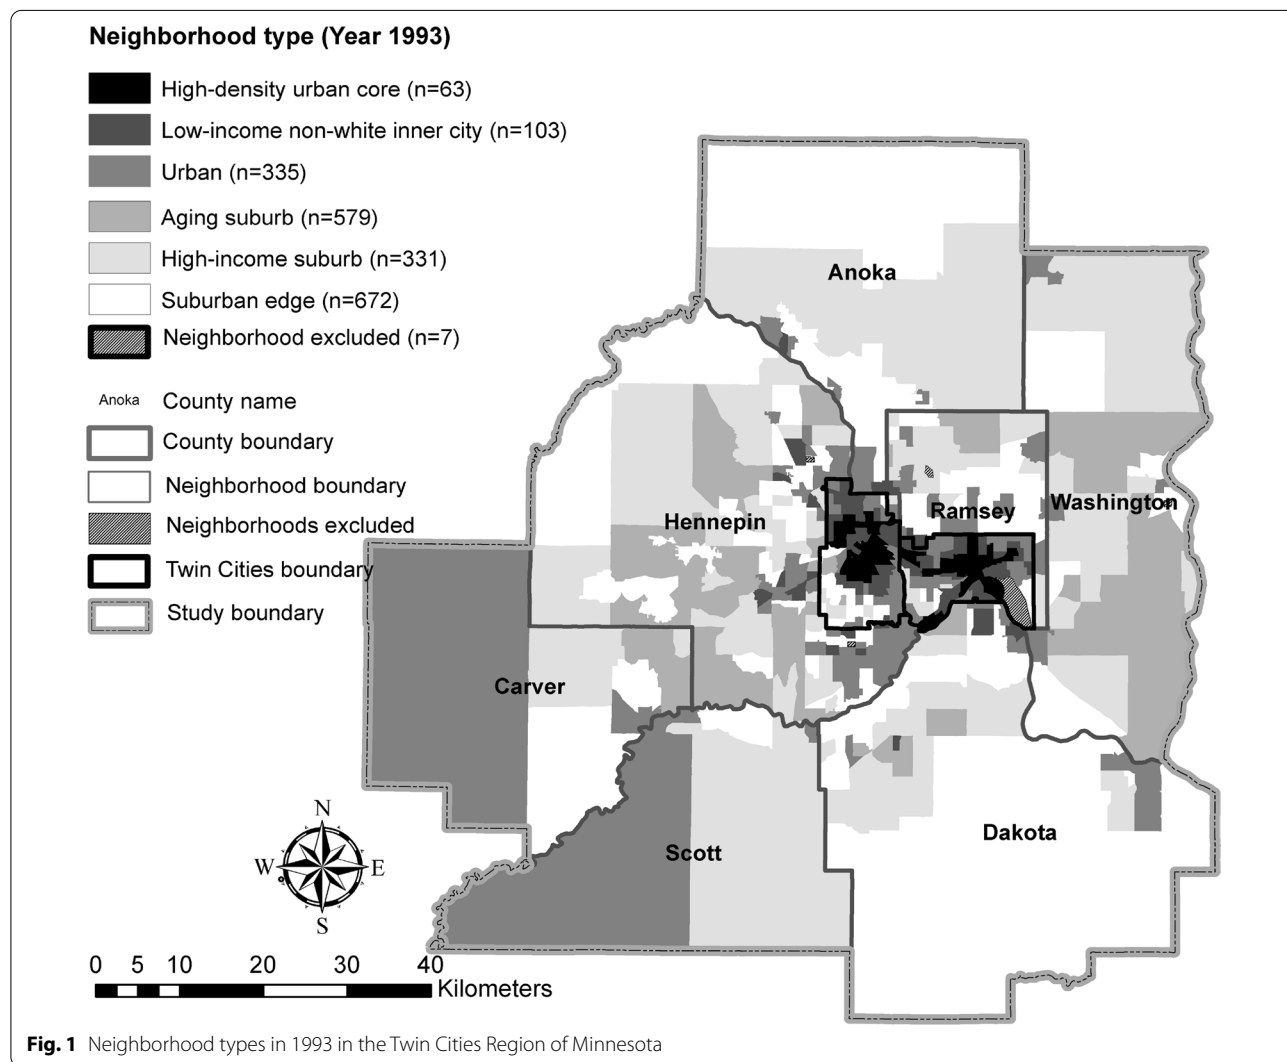 Neighborhood type (Year 1993)
High-density urban core (n=63)
Low-income non-white inner city (n=103)
Urban (n=335)
Aging suburb (n=579)
High-income suburb (n=331)
Suburban edge (n=672)
Neighborhood excluded (n=7)
Anoka County name
County boundary
Neighborhood boundary
Neighborhoods excluded
Twin Cities boundary
Study boundary
Anoka
Hennepin
Ramsey
Washington
Carver
Scott
Dakota
N
W E
S
0 5 10 20 30 40
Kilometers
Fig. 1 Neighborhood types in 1993 in the Twin Cities Region of Minnesota